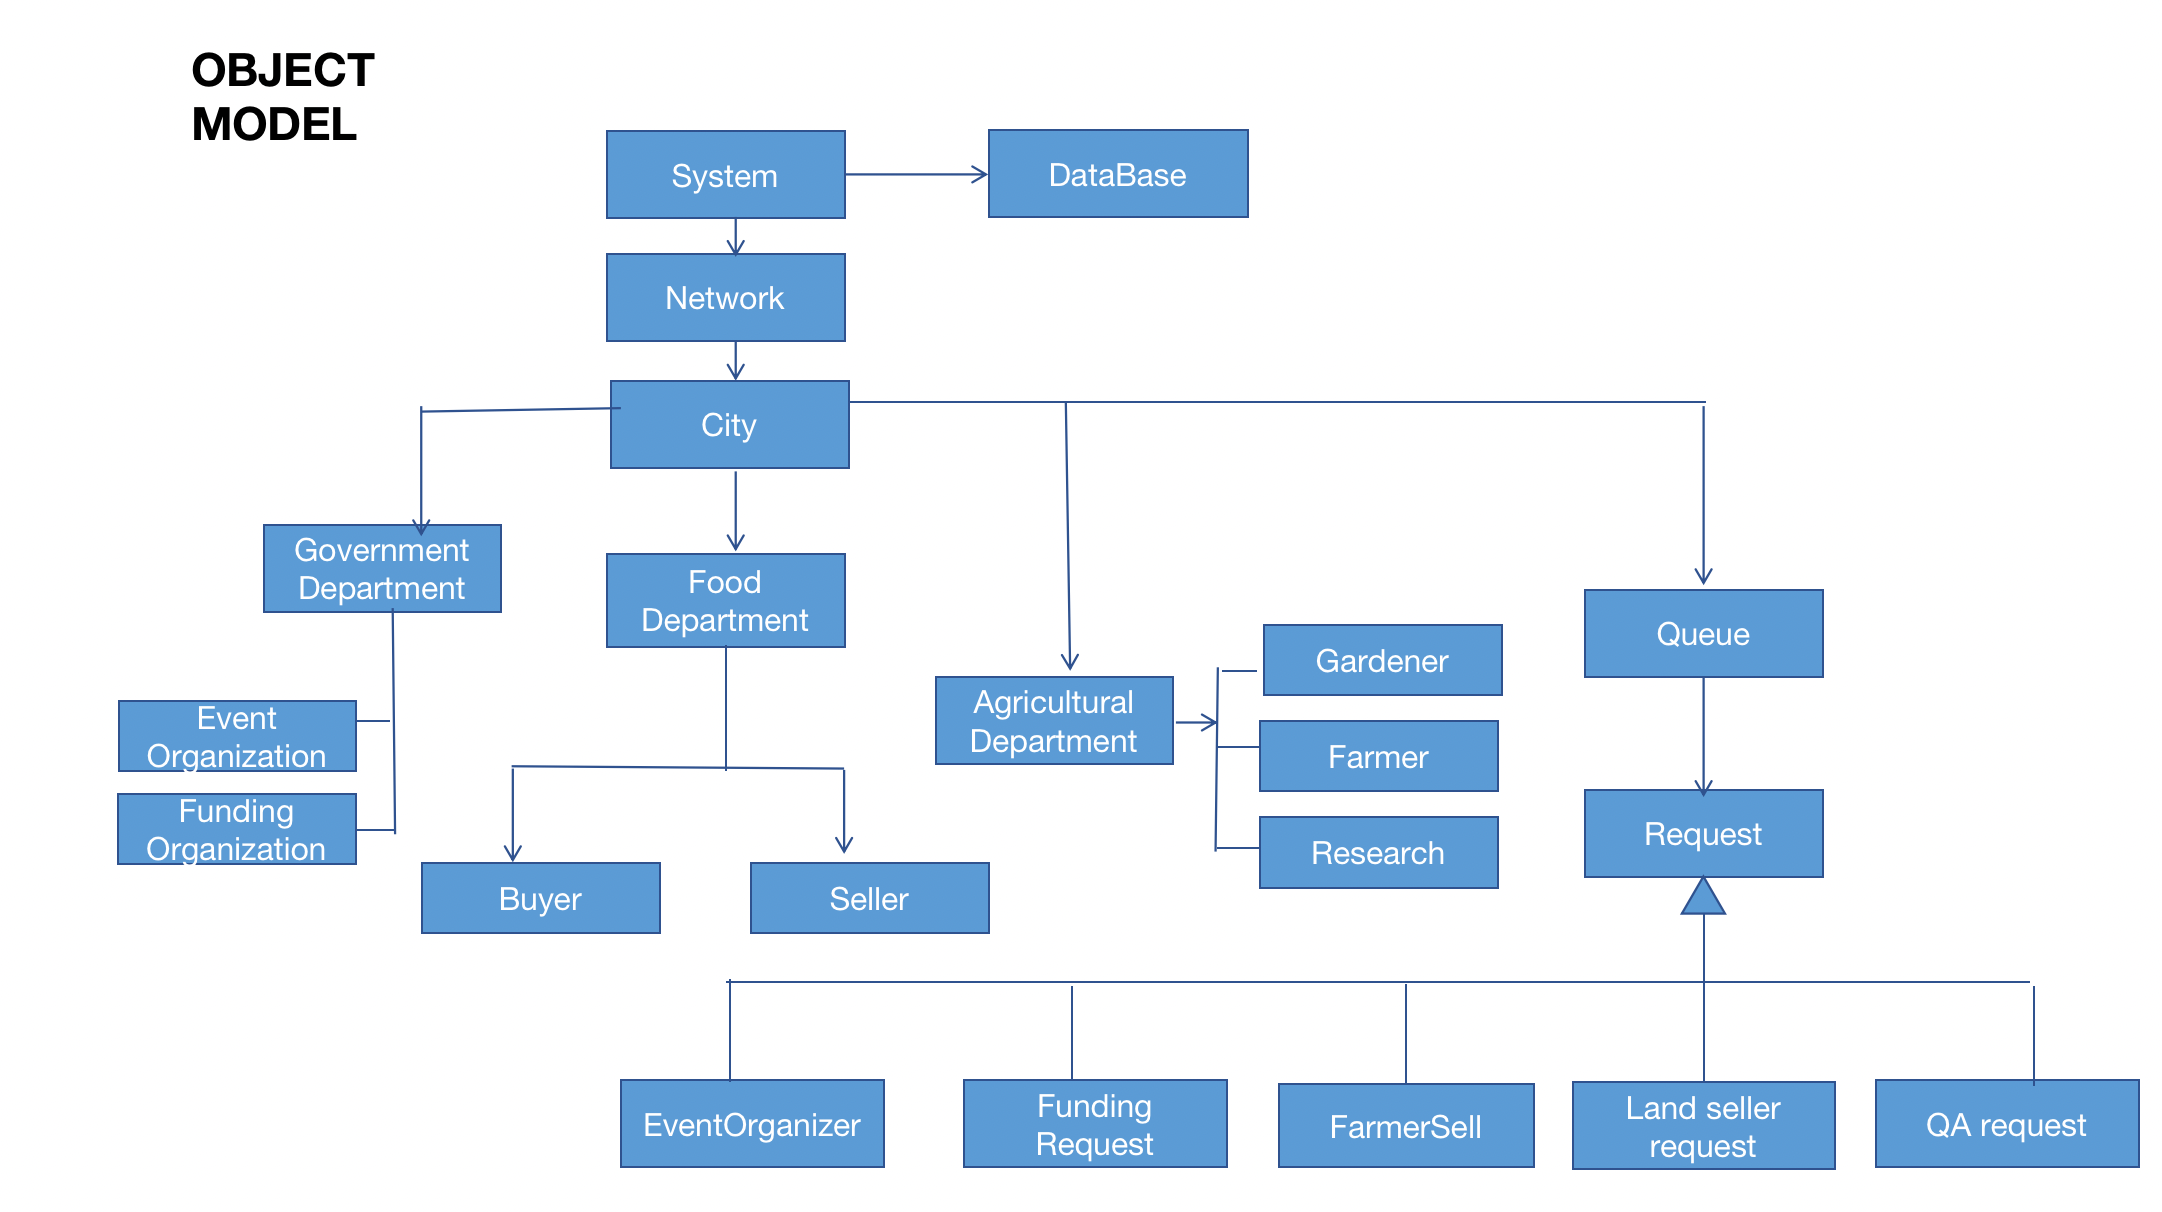 OBJECT
MODEL
System
DataBase
Network
City
Government
Department
Food
Department
Agricultural
Department
Gardener
Farmer
Research
Queue
Request
Event
Organization
Funding
Organization
Buyer
Seller
EventOrganizer
Funding
Request
FarmerSell
Land seller
request
QA request